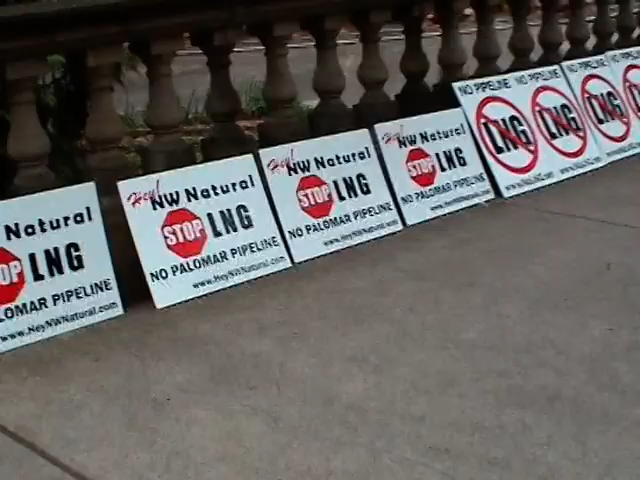 Natural
OP LNG
LOMAR PIPELINE
www.HeyNWNatural.com
Hey!
NW Natural
STOP LNG
NO PALOMAR PIPELINE
www.HeyNWNatural.com
Hey!
NW Natural
STOP LNG
NO PALOMAR PIPELINE
www.HeyNWNatural.com
Hey!
NW Natural
STOP LNG
NO PALOMAR PIPELINE
www.HeyNWNatural.com
NO PIPELINE NO PIPELINE
LNG LNG
NO PIPELINE
LNG